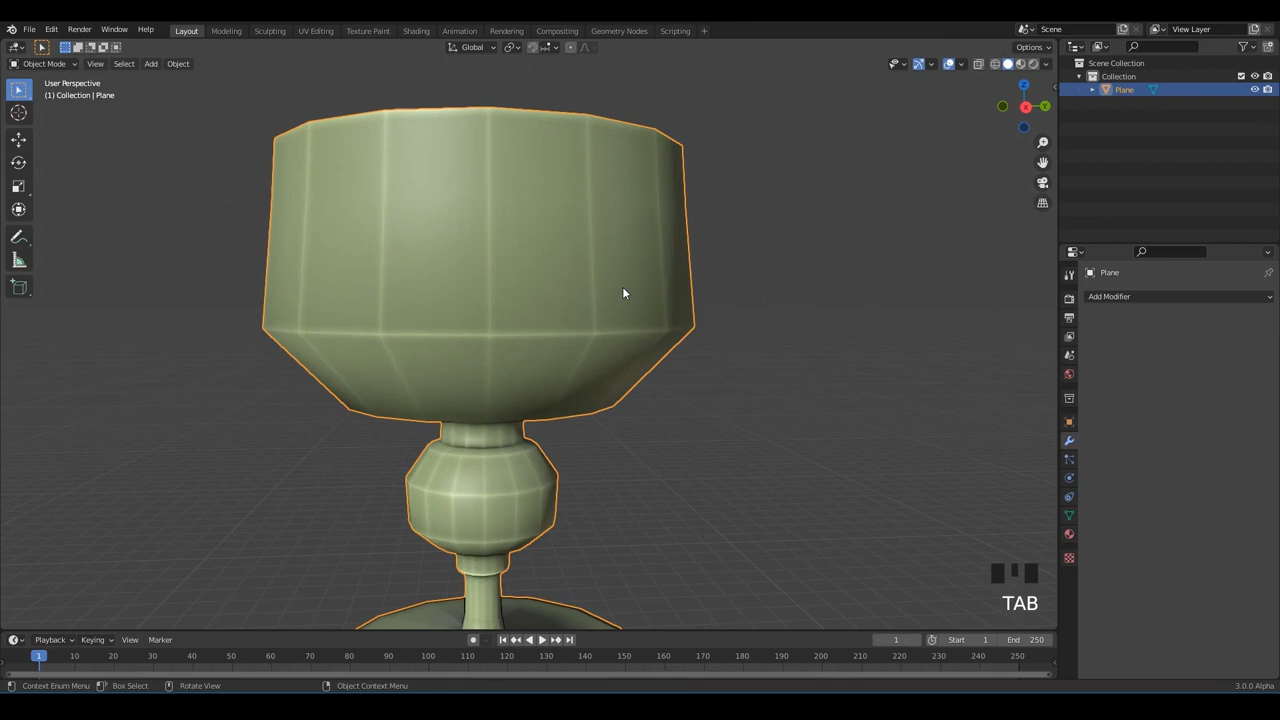 File Edit Render Window Help Layout Modeling Sculpting UV Editing Texture Paint Shading Animation Rendering Compositing Geometry Nodes Scripting + Scene View Layer
Global Options
Object Mode View Select Add Object
Scene Collection
Collection
Plane
User Perspective
(1) Collection | Plane
Z
X
Y
Plane
Add Modifier
TAB
Playback Keying View Marker 1 Start 1 End 250
1 10 20 30 40 50 60 70 80 90 100 110 120 130 140 150 160 170 180 190 200 210 220 230 240 250
Context Enum Menu Box Select Rotate View Object Context Menu 3.0.0 Alpha